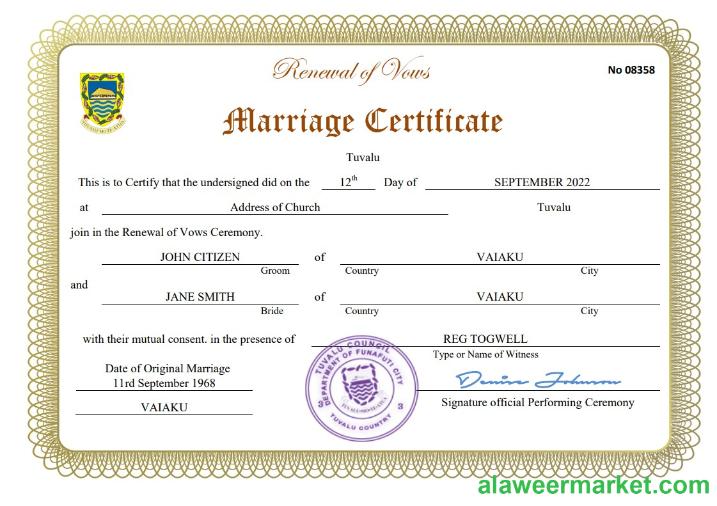 Renewal of Vows
No 08358
Marriage Certificate
Tuvalu
This is to Certify that the undersigned did on the 12th Day of SEPTEMBER 2022
at Address of Church Tuvalu
join in the Renewal of Vows Ceremony.
JOHN CITIZEN of VAIAKU
Groom Country City
and
JANE SMITH of VAIAKU
Bride Country City
with their mutual consent. in the presence of REG TOGWELL
Type or Name of Witness
Date of Original Marriage
11rd September 1968
VAIAKU
TUVALU COUNCIL
DEPARTMENT OF FUNAFUTI CITY
3 3
TUVALU COUNTRY
Denise Johnson
Signature official Performing Ceremony
alaweermarket.com